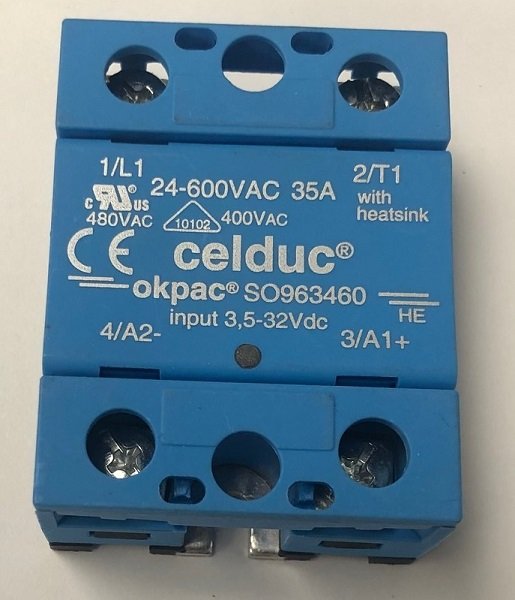 1/L1 2/T1
24-600VAC 35A with
c RU us heatsink
480VAC 10102 400VAC
CE celduc®
okpac® SO963460
HE
input 3,5-32Vdc
4/A2- 3/A1+